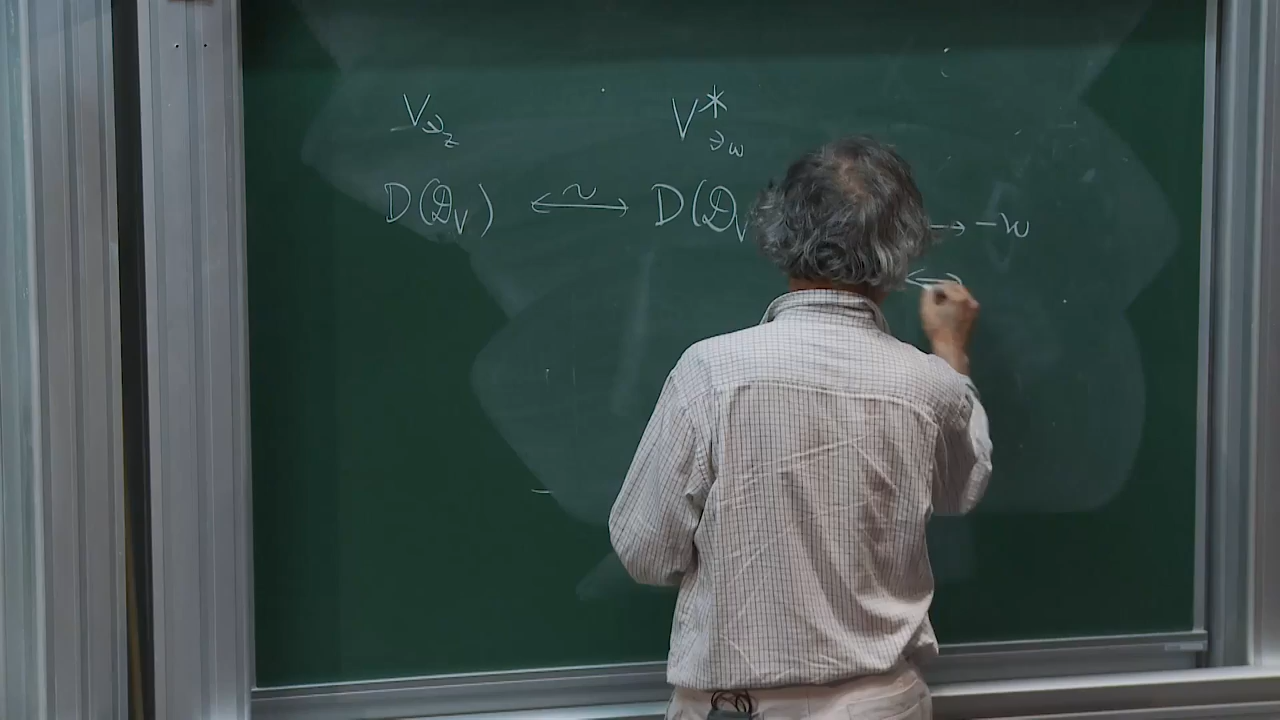 V∋z V*∋w
D(𝒟V) ⟷∼ D(𝒟V → -w
↔